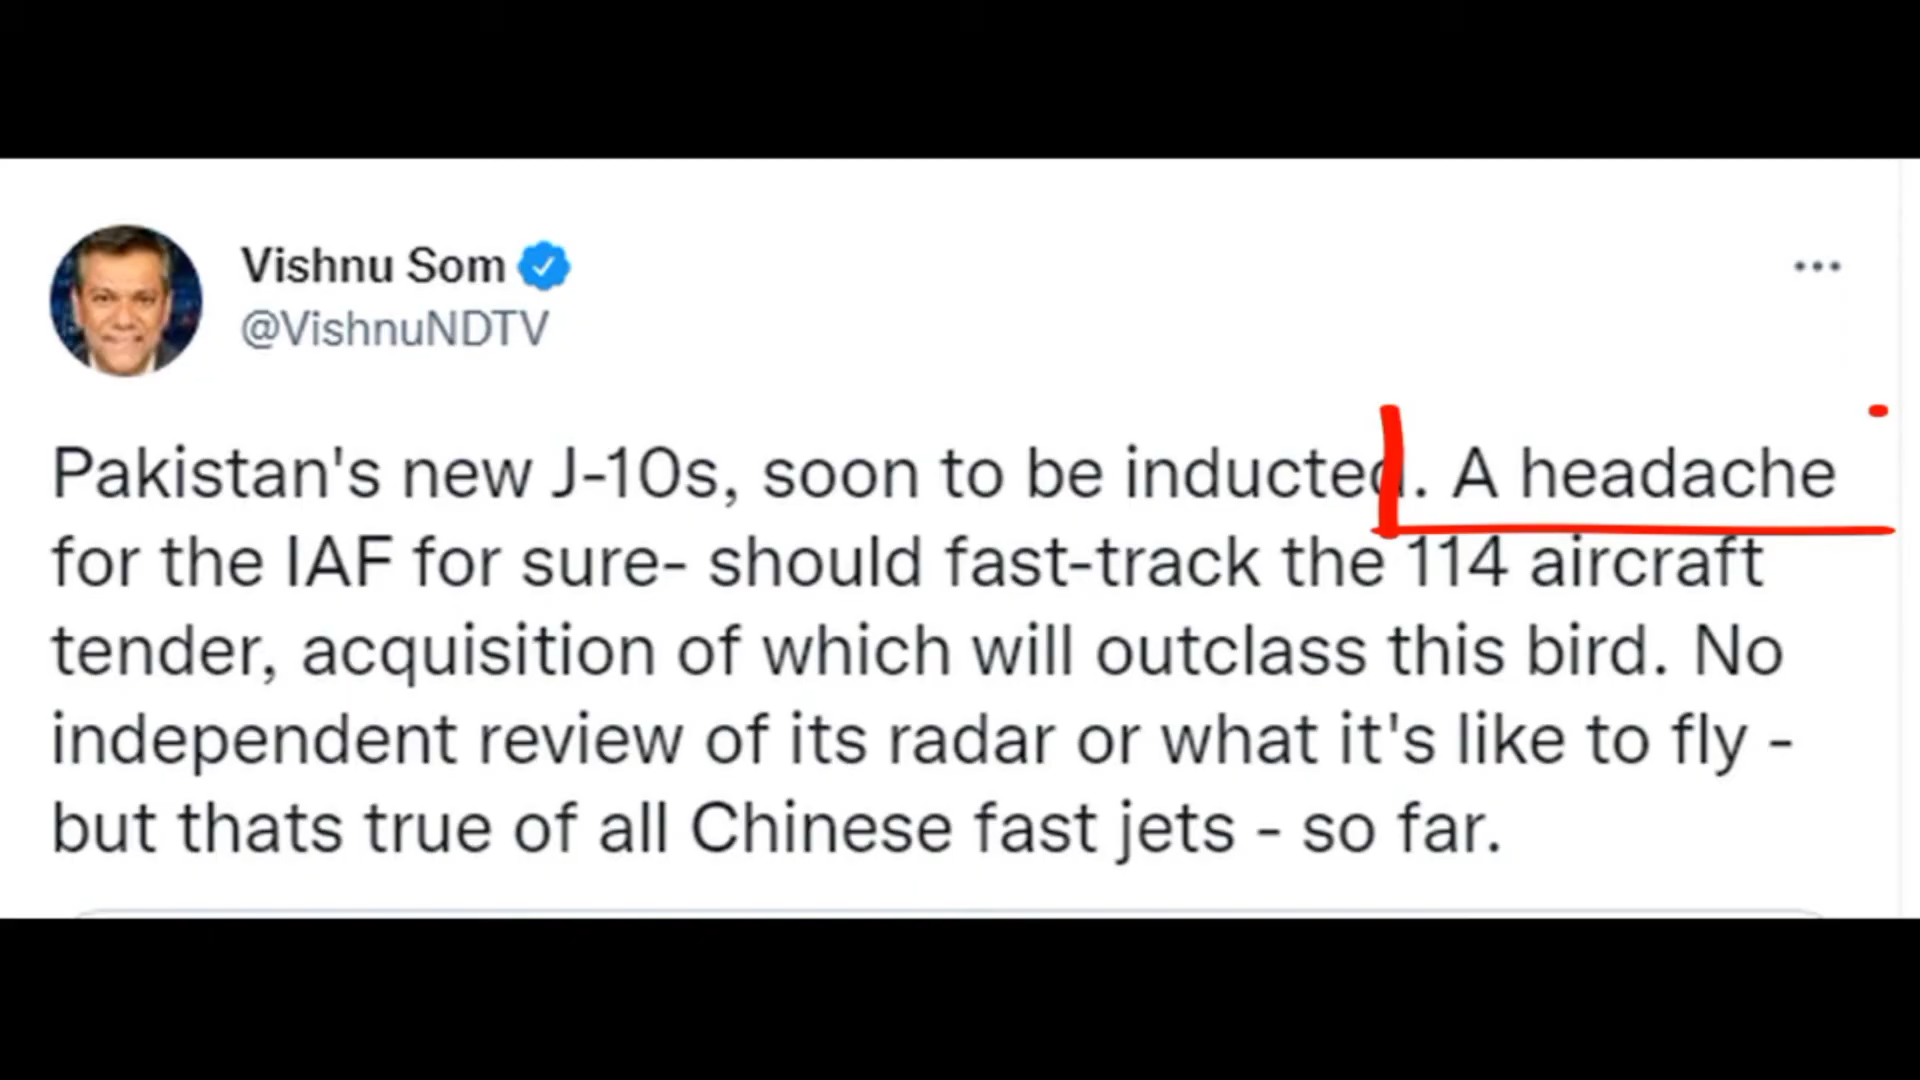 Vishnu Som
@VishnuNDTV
Pakistan's new J-10s, soon to be inducted. A headache
for the IAF for sure- should fast-track the 114 aircraft
tender, acquisition of which will outclass this bird. No
independent review of its radar or what it's like to fly -
but thats true of all Chinese fast jets - so far.